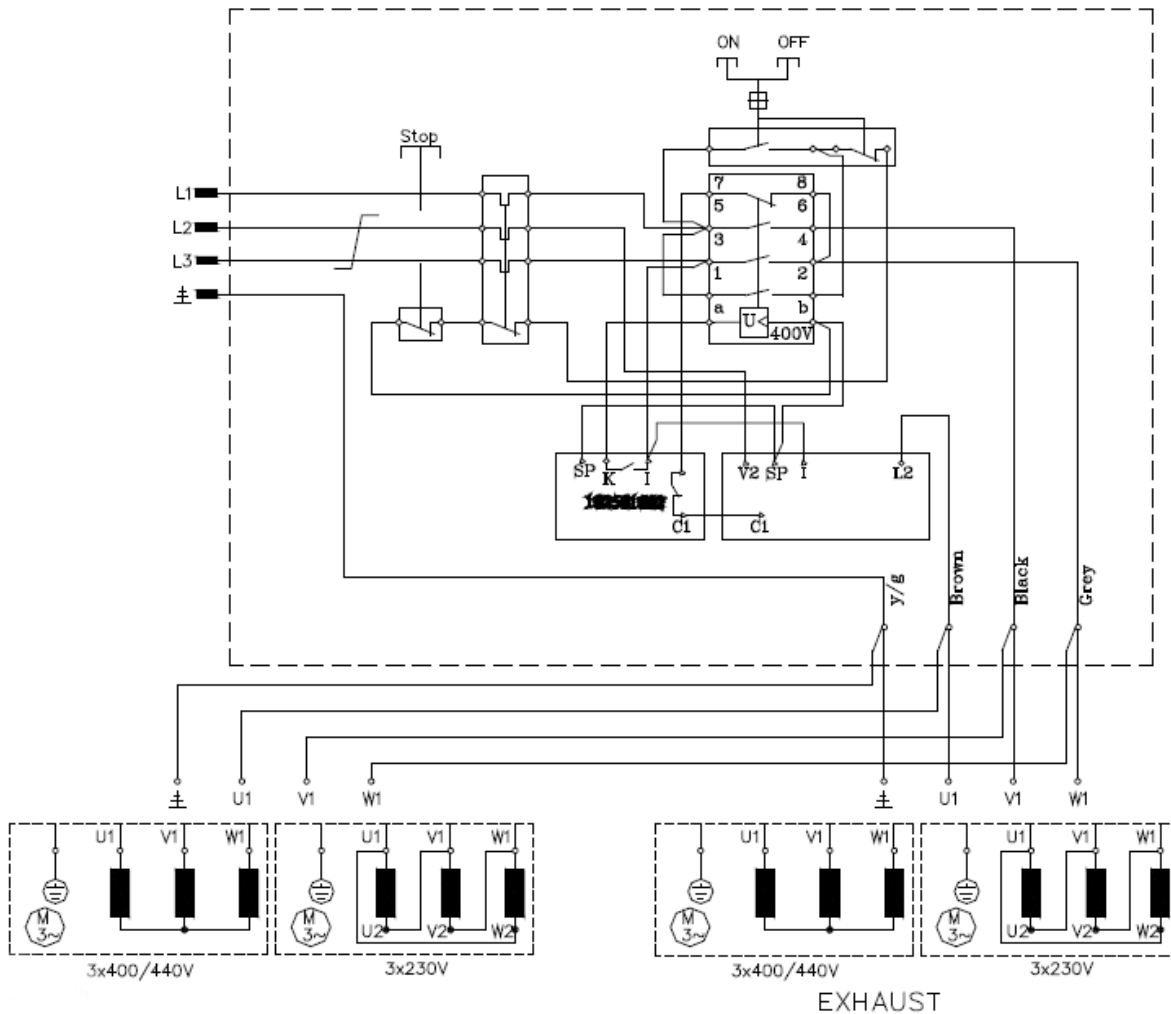 ON OFF
Stop
L1
L2
L3
7 8
5 6
3 4
1 2
a b
U<
400V
SP K I
C1
V2 SP I L2
C1
y/g
Brown
Black
Grey
U1 V1 W1
U1 V1 W1
U1 V1 W1
M
3~
U1 V1 W1
M
3~
U2 V2 W2
U1 V1 W1
M
3~
U1 V1 W1
M
3~
U2 V2 W2
3x400/440V
3x230V
3x400/440V
3x230V
EXHAUST